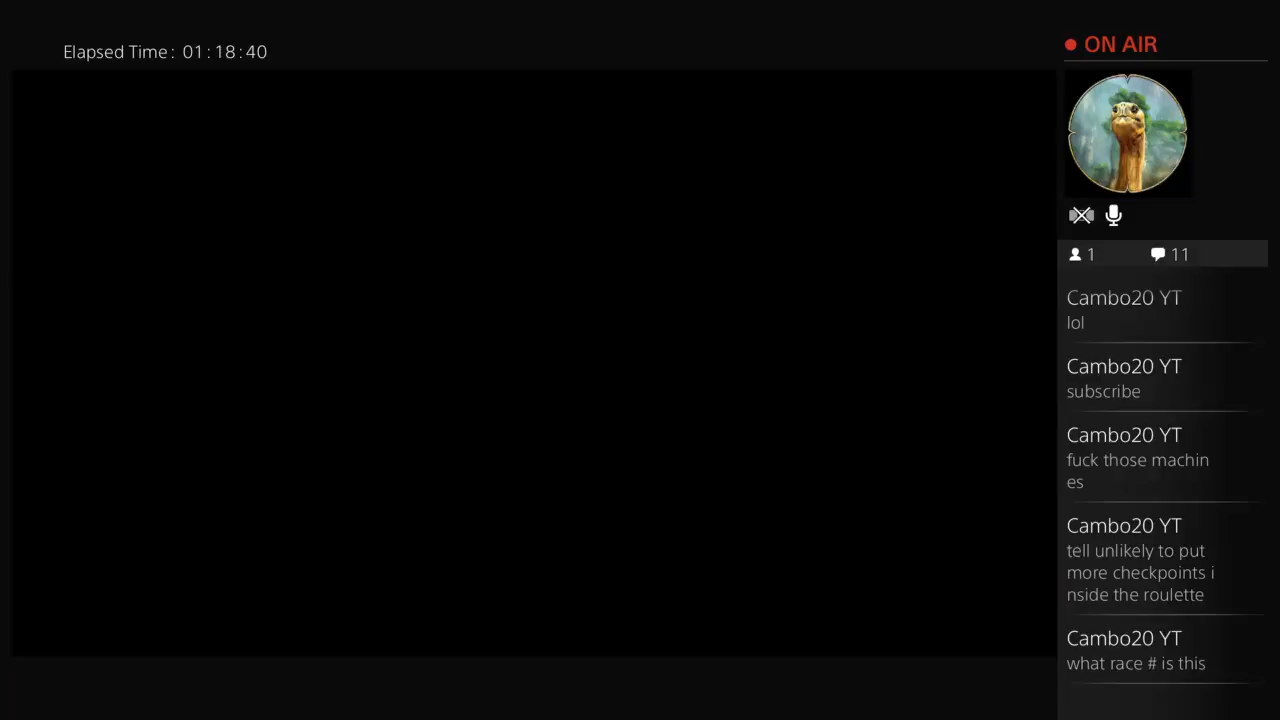 Elapsed Time: 01:18:40
ON AIR
1
11
Cambo20 YT
lol
Cambo20 YT
subscribe
Cambo20 YT
fuck those machin
es
Cambo20 YT
tell unlikely to put
more checkpoints i
nside the roulette
Cambo20 YT
what race # is this